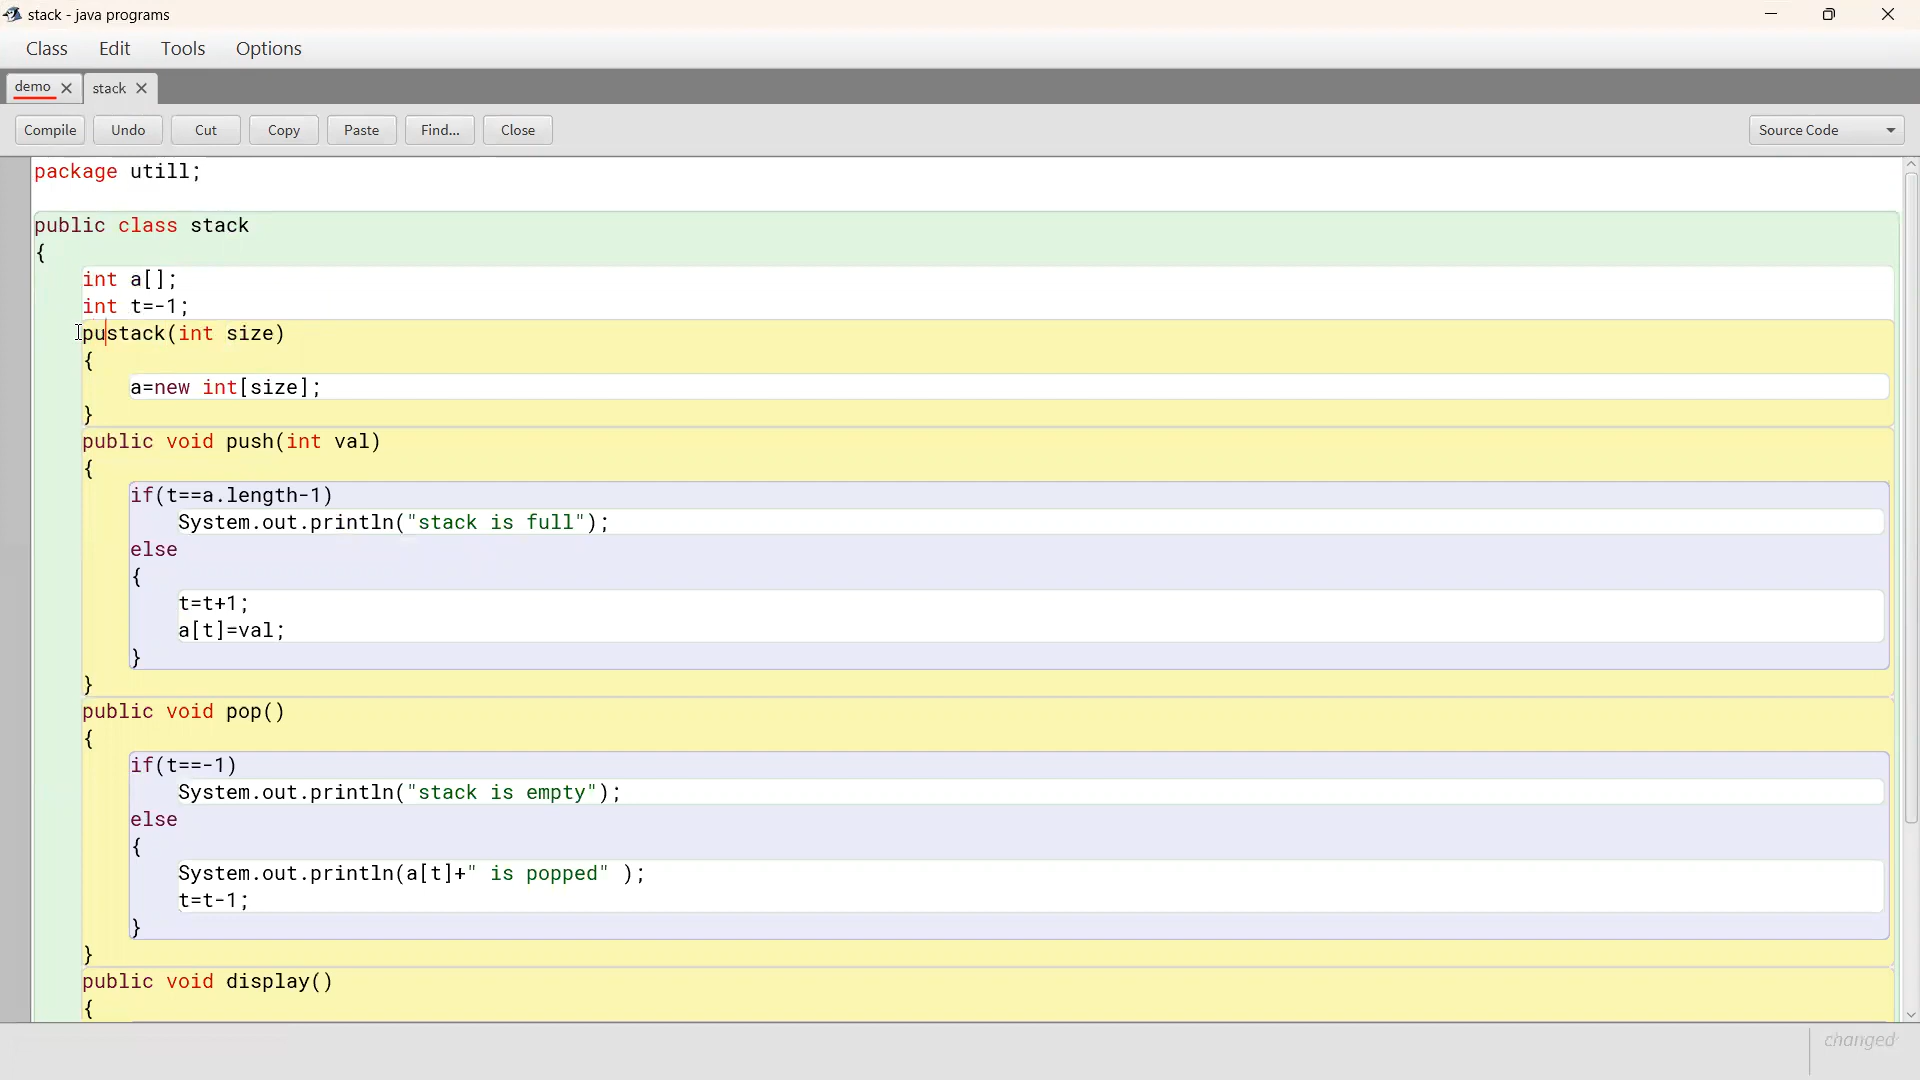 stack - java programs
Class Edit Tools Options
demo stack
Compile Undo Cut Copy Paste Find... Close Source Code
package utill;
public class stack
{
    int a[];
    int t=-1;
    pustack(int size)
    {
        a=new int[size];
    }
    public void push(int val)
    {
        if(t==a.length-1)
            System.out.println("stack is full");
        else
        {
            t=t+1;
            a[t]=val;
        }
    }
    public void pop()
    {
        if(t==-1)
            System.out.println("stack is empty");
        else
        {
            System.out.println(a[t]+" is popped" );
            t=t-1;
        }
    }
    public void display()
    {
changed